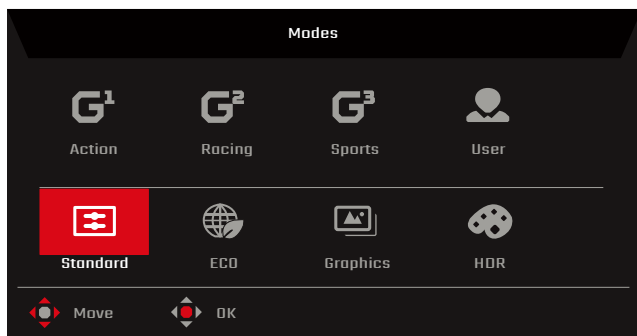 Modes
G1 G2 G3
Action Racing Sports User
Standard ECO Graphics HDR
Move OK